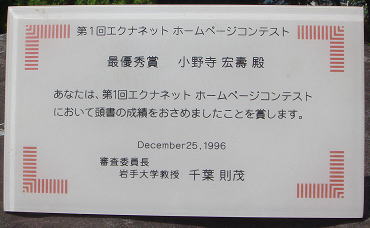 第1回エクナネット ホームページコンテスト
最優秀賞 小野寺 宏壽 殿
あなたは、第1回エクナネット ホームページコンテスト
において頭書の成績をおさめましたことを賞します。
December25,1996
審査委員長
岩手大学教授 千葉 則茂